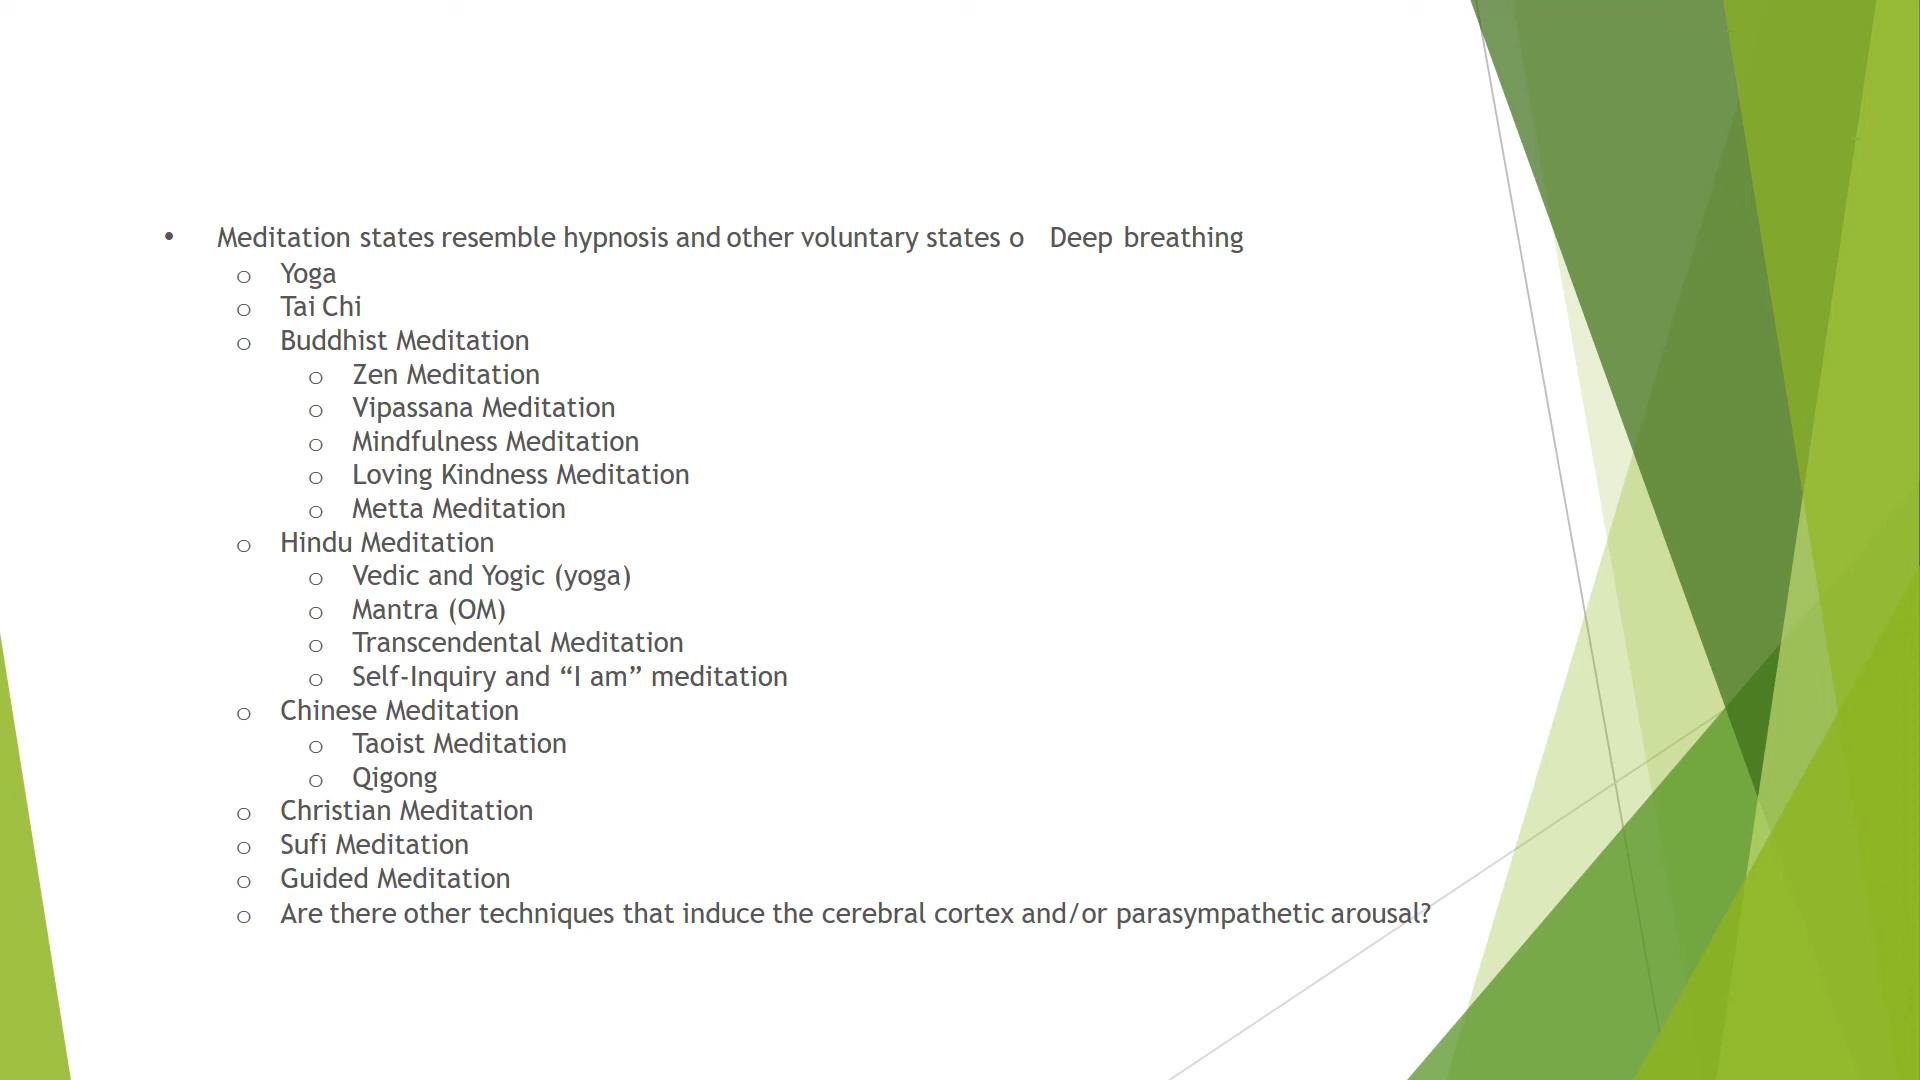 • Meditation states resemble hypnosis and other voluntary states o Deep breathing
o Yoga
o Tai Chi
o Buddhist Meditation
o Zen Meditation
o Vipassana Meditation
o Mindfulness Meditation
o Loving Kindness Meditation
o Metta Meditation
o Hindu Meditation
o Vedic and Yogic (yoga)
o Mantra (OM)
o Transcendental Meditation
o Self-Inquiry and “I am” meditation
o Chinese Meditation
o Taoist Meditation
o Qigong
o Christian Meditation
o Sufi Meditation
o Guided Meditation
o Are there other techniques that induce the cerebral cortex and/or parasympathetic arousal?